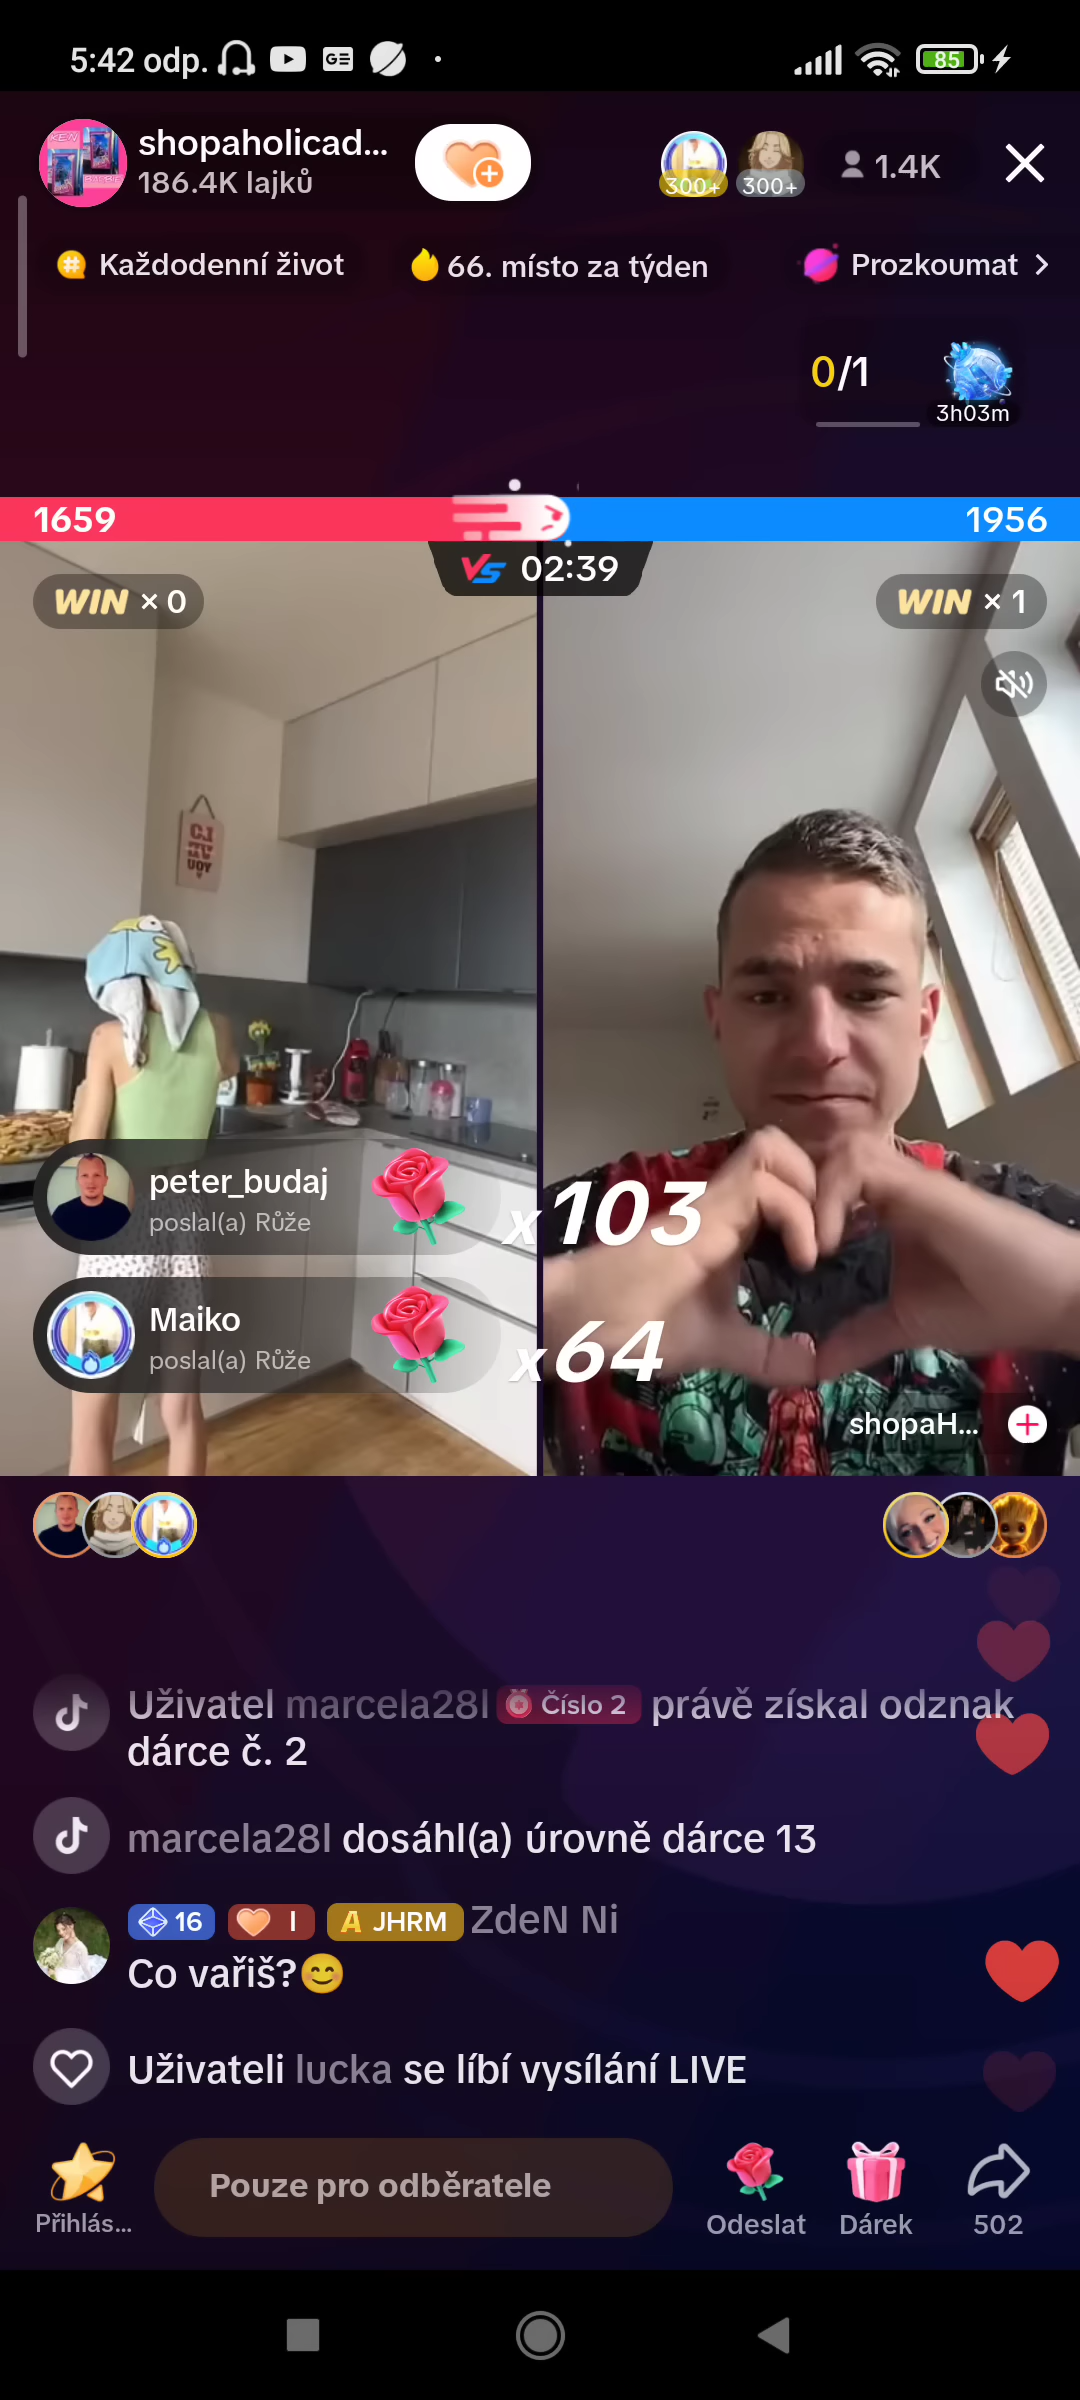 5:42 odp.
85
shopaholicad...
186.4K lajků
300+
300+
1.4K
Každodenní život
66. místo za týden
Prozkoumat
0/1
3h03m
1659
1956
VS 02:39
WIN × 0
WIN × 1
peter_budaj
poslal(a) Růže
x103
Maiko
poslal(a) Růže
x64
shopaH...
Uživatel marcela28l Číslo 2 právě získal odznak
dárce č. 2
marcela28l dosáhl(a) úrovně dárce 13
16 I A JHRM ZdeN Ni
Co vařiš?😊
Uživateli lucka se líbí vysílání LIVE
Přihlás...
Pouze pro odběratele
Odeslat
Dárek
502